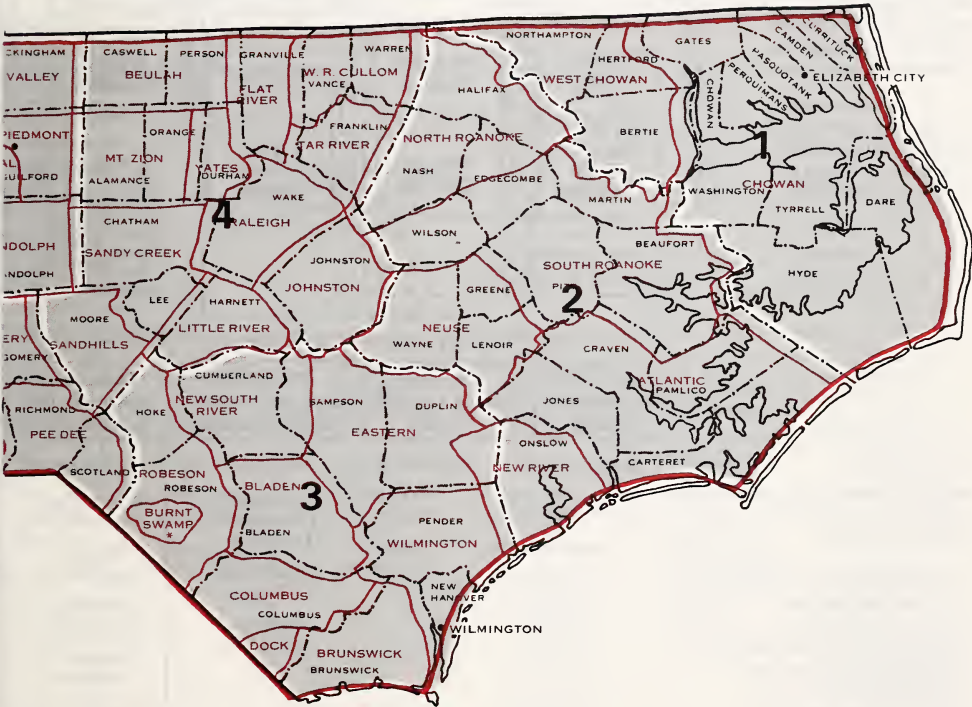 CKINGHAM
CASWELL
PERSON
GRANVILLE
WARREN
NORTHAMPTON
GATES
CURRITUCK
CAMDEN
PASQUOTANK
PERQUIMANS
ELIZABETH CITY
VALLEY
BEULAH
FLAT
RIVER
W. R. CULLOM
VANCE
HALIFAX
HERTFORD
WEST CHOWAN
CHOWAN
PIEDMONT
ORANGE
FRANKLIN
TAR RIVER
NORTH ROANOKE
BERTIE
1
AL
GUILFORD
MT. ZION
ALAMANCE
YATES
DURHAM
WAKE
NASH
EDGECOMBE
MARTIN
WASHINGTON
CHOWAN
TYRRELL
DARE
CHATHAM
4
RALEIGH
WILSON
BEAUFORT
NDOLPH
ANDOLPH
SANDY CREEK
JOHNSTON
JOHNSTON
SOUTH ROANOKE
PI
2
HYDE
LEE
HARNETT
GREENE
MOORE
SANDHILLS
LITTLE RIVER
NEUSE
WAYNE
LENOIR
CRAVEN
ERY
GOMERY
CUMBERLAND
ATLANTIC
PAMLICO
RICHMOND
PEE DEE
HOKE
NEW SOUTH
RIVER
SAMPSON
DUPLIN
JONES
EASTERN
ONSLOW
CARTERET
SCOTLAND
ROBESON
ROBESON
BLADEN
3
NEW RIVER
BURNT
SWAMP
*
BLADEN
PENDER
WILMINGTON
COLUMBUS
COLUMBUS
NEW
HANOVER
WILMINGTON
DOCK
BRUNSWICK
BRUNSWICK